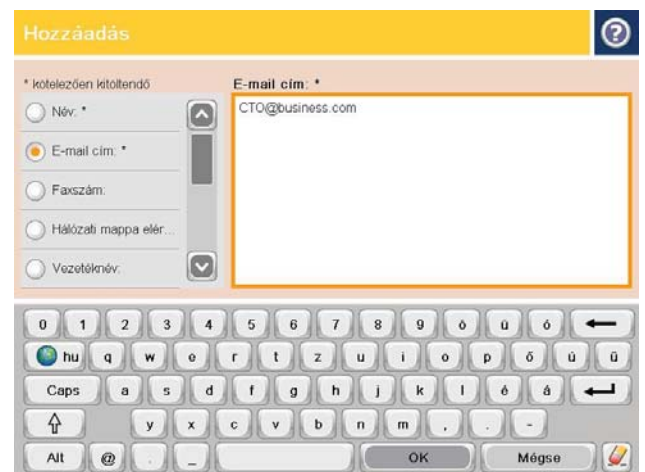 Hozzáadás
* kötelezően kitöltendő
E-mail cím: *
Név: *
CTO@business.com
E-mail cím: *
Faxszám:
Hálózati mappa elér...
Vezetéknév:
0 1 2 3 4 5 6 7 8 9 ö ü ó
hu q w e r t z u i o p ő ú ű
Caps a s d f g h j k l é á
y x c v b n m , . -
Alt @ . _ OK Mégse